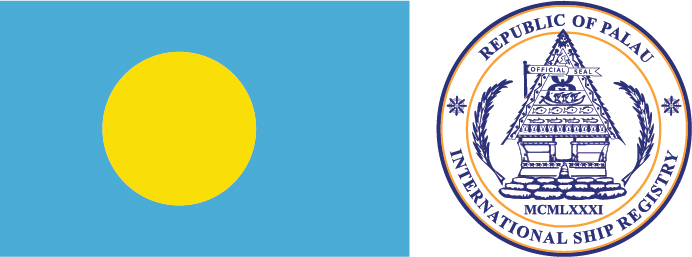 REPUBLIC OF PALAU
OFFICIAL SEAL
MCMLXXXI
INTERNATIONAL SHIP REGISTRY